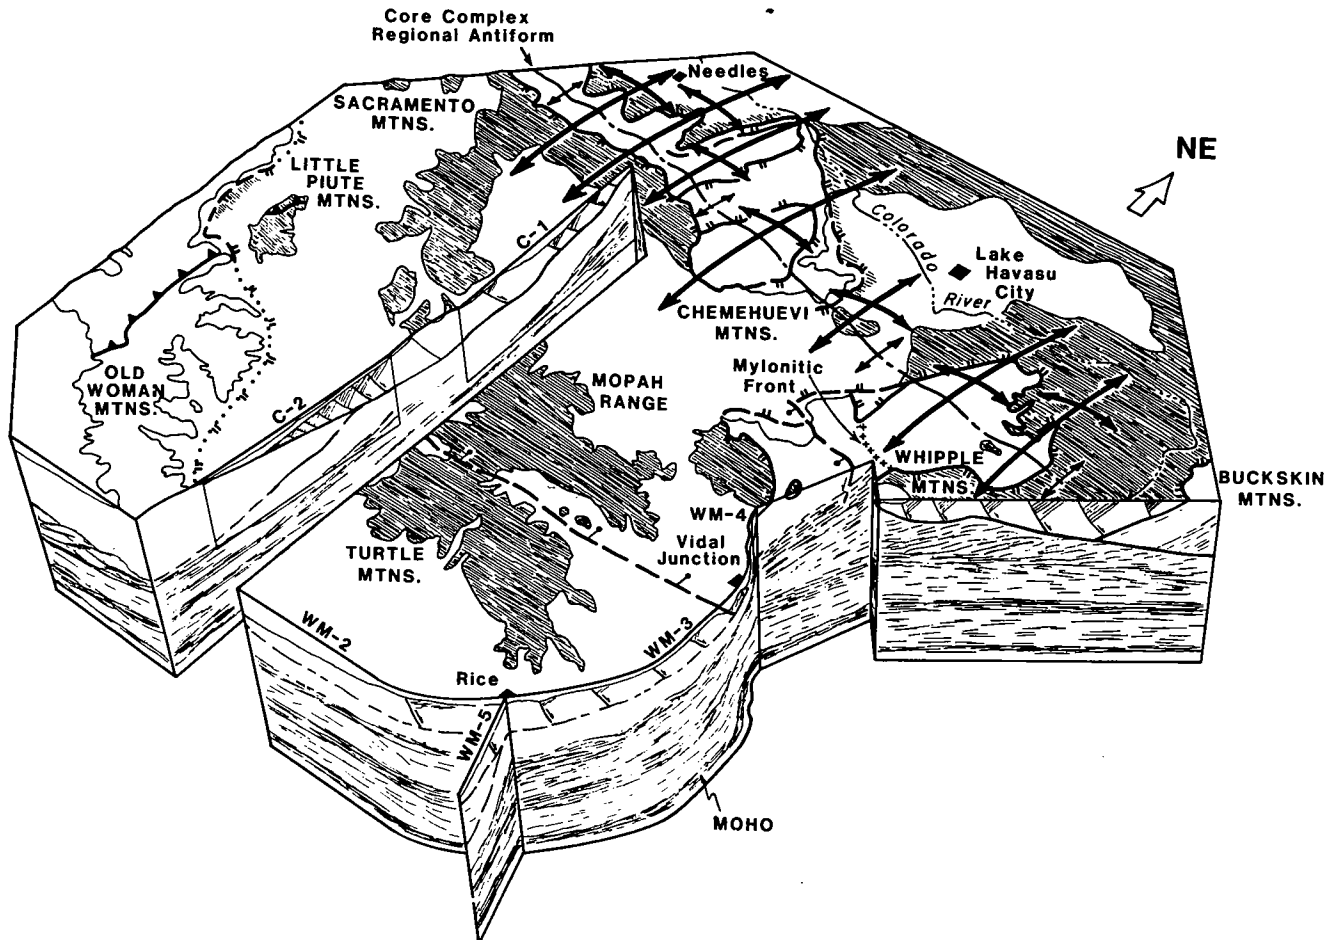 Core Complex
Regional Antiform
Needles
SACRAMENTO
MTNS.
NE
LITTLE
PIUTE
MTNS.
C-1
Colorado
River
Lake
Havasu
City
CHEMEHUEVI
MTNS.
Mylonitic
Front
OLD
WOMAN
MTNS.
C-2
MOPAH
RANGE
WHIPPLE
MTNS
BUCKSKIN
MTNS.
WM-4
Vidal
Junction
TURTLE
MTNS.
WM-2
WM-3
Rice
WM-5
MOHO